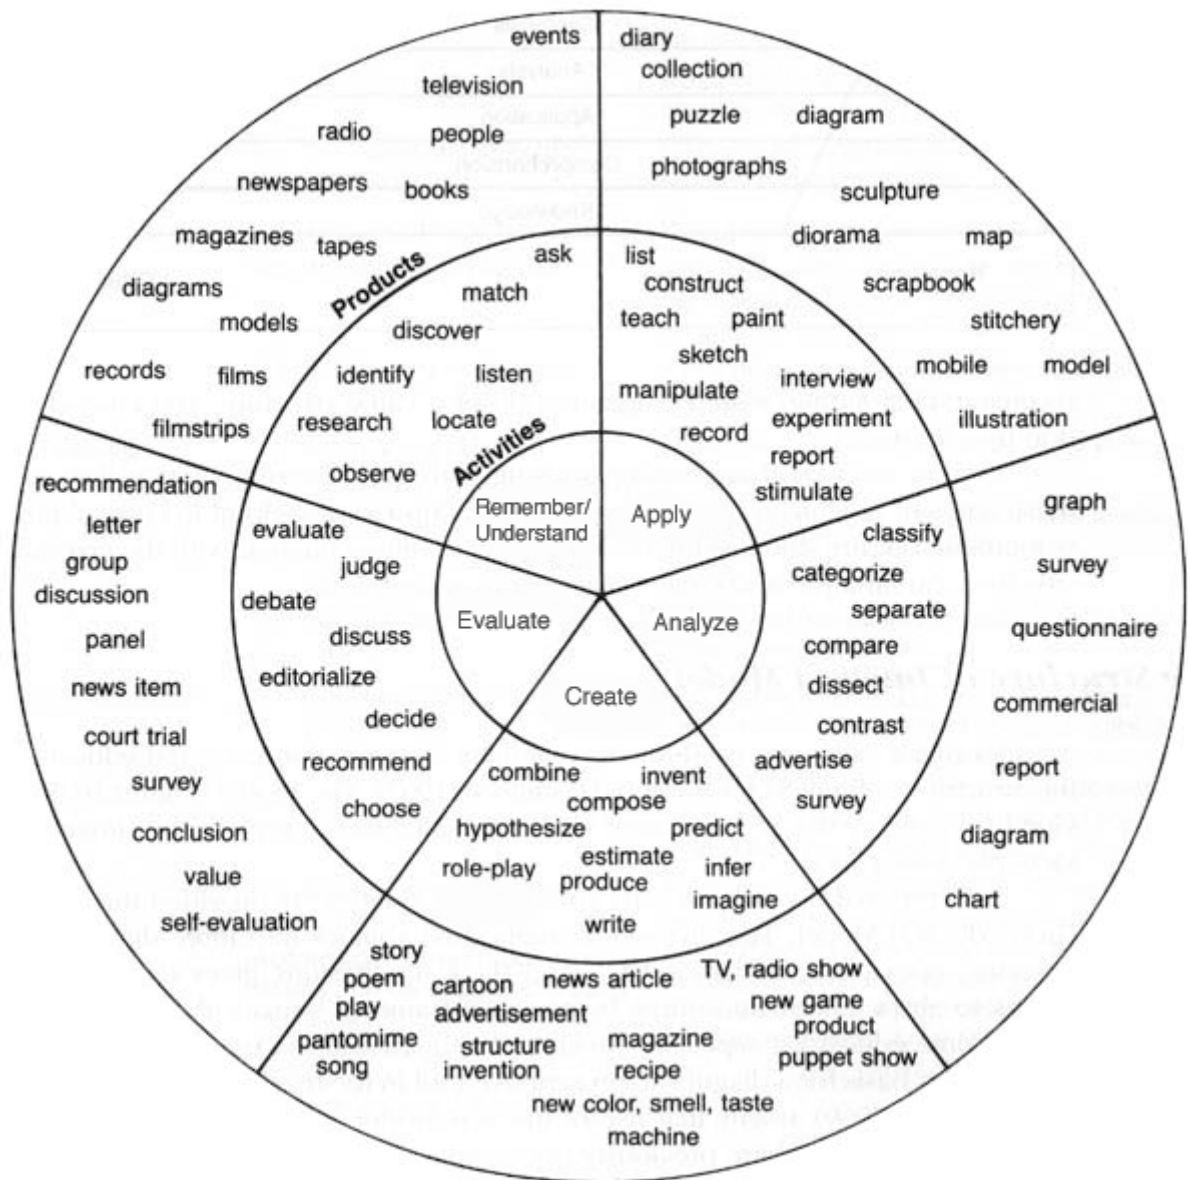 events
television
radio
people
newspapers
books
magazines
tapes
diagrams
models
records
films
filmstrips
Products
diary
collection
puzzle
diagram
photographs
sculpture
diorama
map
scrapbook
stitchery
mobile
model
illustration
graph
survey
questionnaire
commercial
report
diagram
chart
story
poem
play
pantomime
song
cartoon
advertisement
structure
invention
news article
magazine
recipe
new color, smell, taste
machine
TV, radio show
new game
product
puppet show
recommendation
letter
group
discussion
panel
news item
court trial
survey
conclusion
value
self-evaluation
ask
match
discover
identify
listen
research
locate
observe
Activities
list
construct
teach
paint
sketch
manipulate
interview
experiment
record
report
stimulate
classify
categorize
separate
compare
dissect
contrast
advertise
survey
combine
invent
compose
hypothesize
predict
estimate
role-play
produce
infer
imagine
write
evaluate
judge
debate
discuss
editorialize
decide
recommend
choose
Remember/
Understand
Apply
Analyze
Create
Evaluate